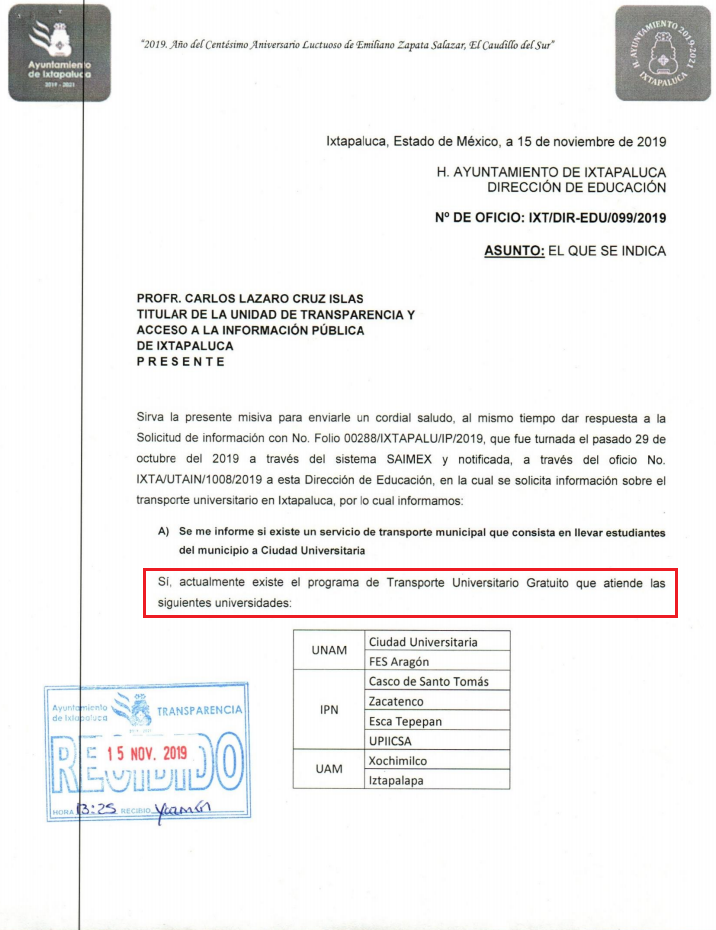 Ayuntamiento
de Ixtapaluca
2019 - 2021
"2019. Año del Centésimo Aniversario Luctuoso de Emiliano Zapata Salazar, El Caudillo del Sur"
H. AYUNTAMIENTO 2019-2021
IXTAPALUCA
Ixtapaluca, Estado de México, a 15 de noviembre de 2019
H. AYUNTAMIENTO DE IXTAPALUCA
DIRECCIÓN DE EDUCACIÓN
Nº DE OFICIO: IXT/DIR-EDU/099/2019
ASUNTO: EL QUE SE INDICA
PROFR. CARLOS LAZARO CRUZ ISLAS
TITULAR DE LA UNIDAD DE TRANSPARENCIA Y
ACCESO A LA INFORMACIÓN PÚBLICA
DE IXTAPALUCA
P R E S E N T E
Sirva la presente misiva para enviarle un cordial saludo, al mismo tiempo dar respuesta a la
Solicitud de información con No. Folio 00288/IXTAPALU/IP/2019, que fue turnada el pasado 29 de
octubre del 2019 a través del sistema SAIMEX y notificada, a través del oficio No.
IXTA/UTAIN/1008/2019 a esta Dirección de Educación, en la cual se solicita información sobre el
transporte universitario en Ixtapaluca, por lo cual informamos:
A) Se me informe si existe un servicio de transporte municipal que consista en llevar estudiantes
del municipio a Ciudad Universitaria
Sí, actualmente existe el programa de Transporte Universitario Gratuito que atiende las
siguientes universidades:
UNAM
Ciudad Universitaria
FES Aragón
IPN
Casco de Santo Tomás
Zacatenco
Esca Tepepan
UPIICSA
UAM
Xochimilco
Iztapalapa
Ayuntamiento
de Ixtapaluca
TRANSPARENCIA
RECIBIDO
15 NOV. 2019
HORA 13:25 RECIBIO